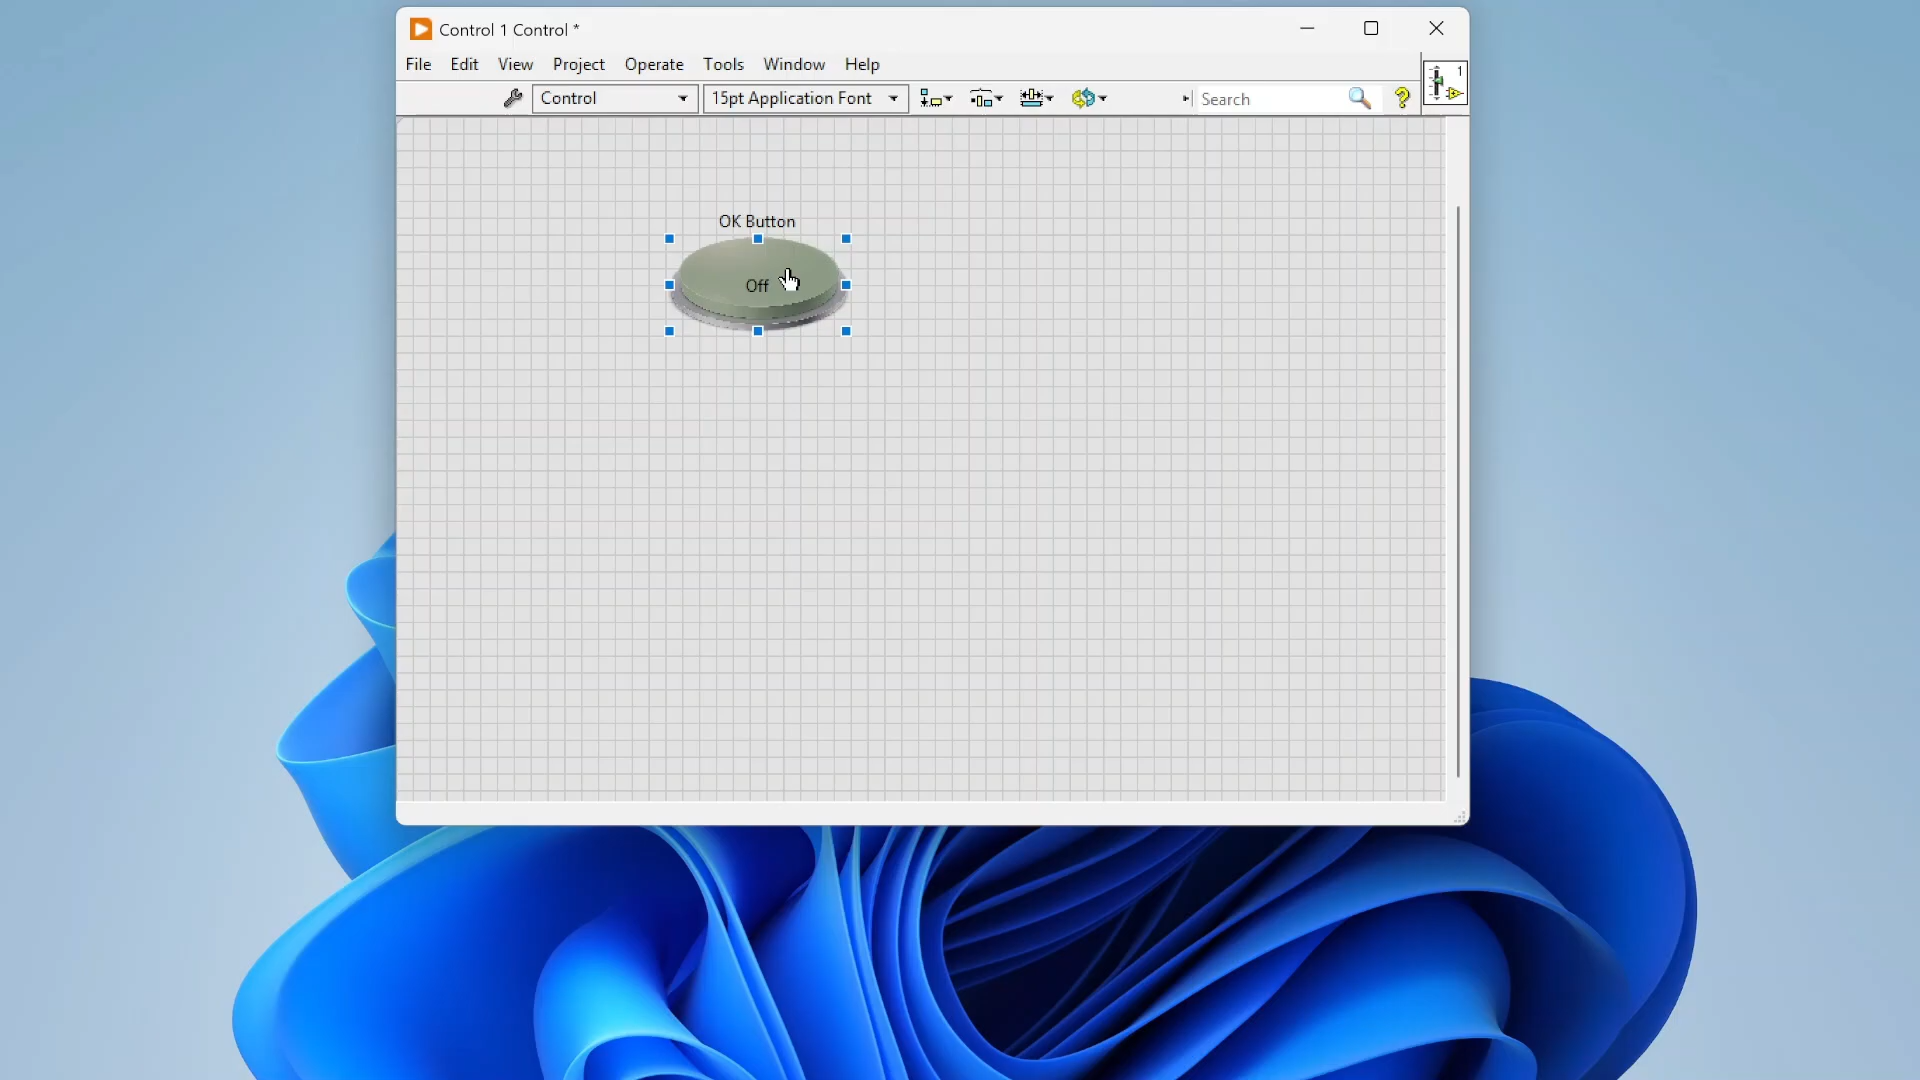 Control 1 Control *
File Edit View Project Operate Tools Window Help
Control 15pt Application Font Search ? 1
OK Button
Off